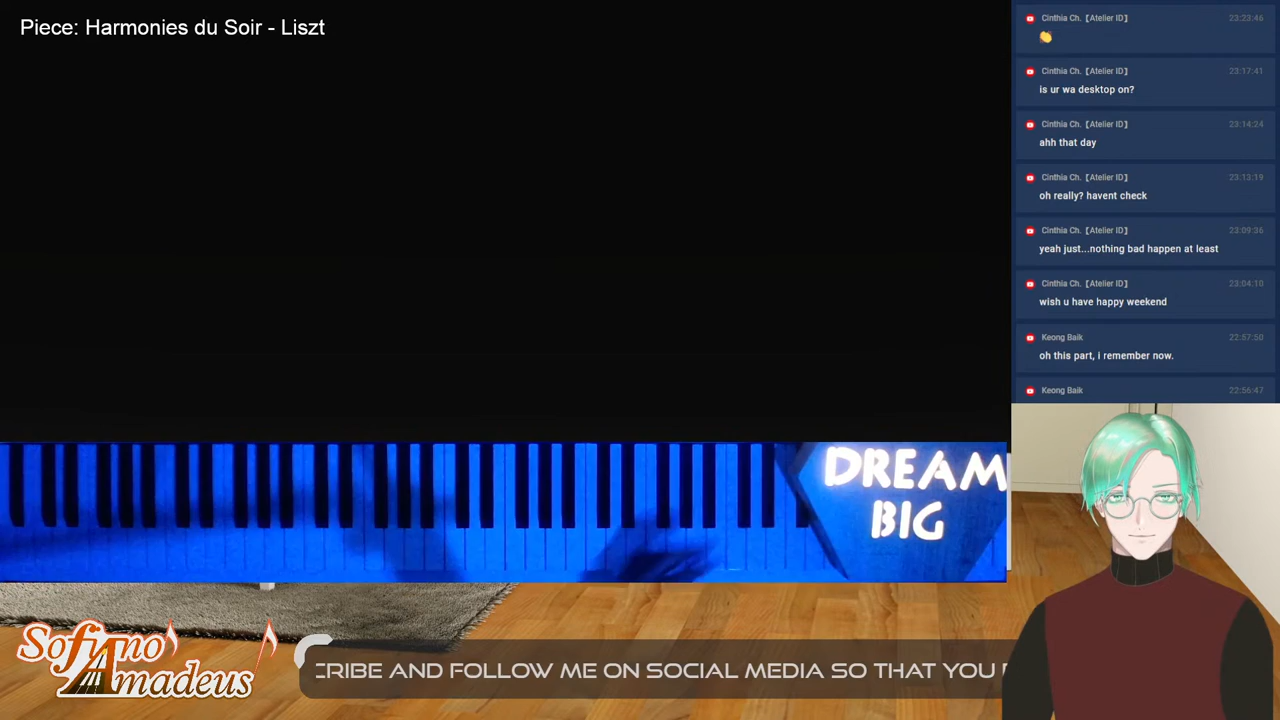 Piece: Harmonies du Soir - Liszt
Cinthia Ch.【Atelier ID】 23:23:46
Cinthia Ch.【Atelier ID】 23:17:41
is ur wa desktop on?
Cinthia Ch.【Atelier ID】 23:14:24
ahh that day
Cinthia Ch.【Atelier ID】 23:13:19
oh really? havent check
Cinthia Ch.【Atelier ID】 23:09:36
yeah just...nothing bad happen at least
Cinthia Ch.【Atelier ID】 23:04:10
wish u have happy weekend
Keong Baik 22:57:50
oh this part, i remember now.
Keong Baik 22:56:47
DREAM
BIG
Sofiano
Amadeus
CRIBE AND FOLLOW ME ON SOCIAL MEDIA SO THAT YOU